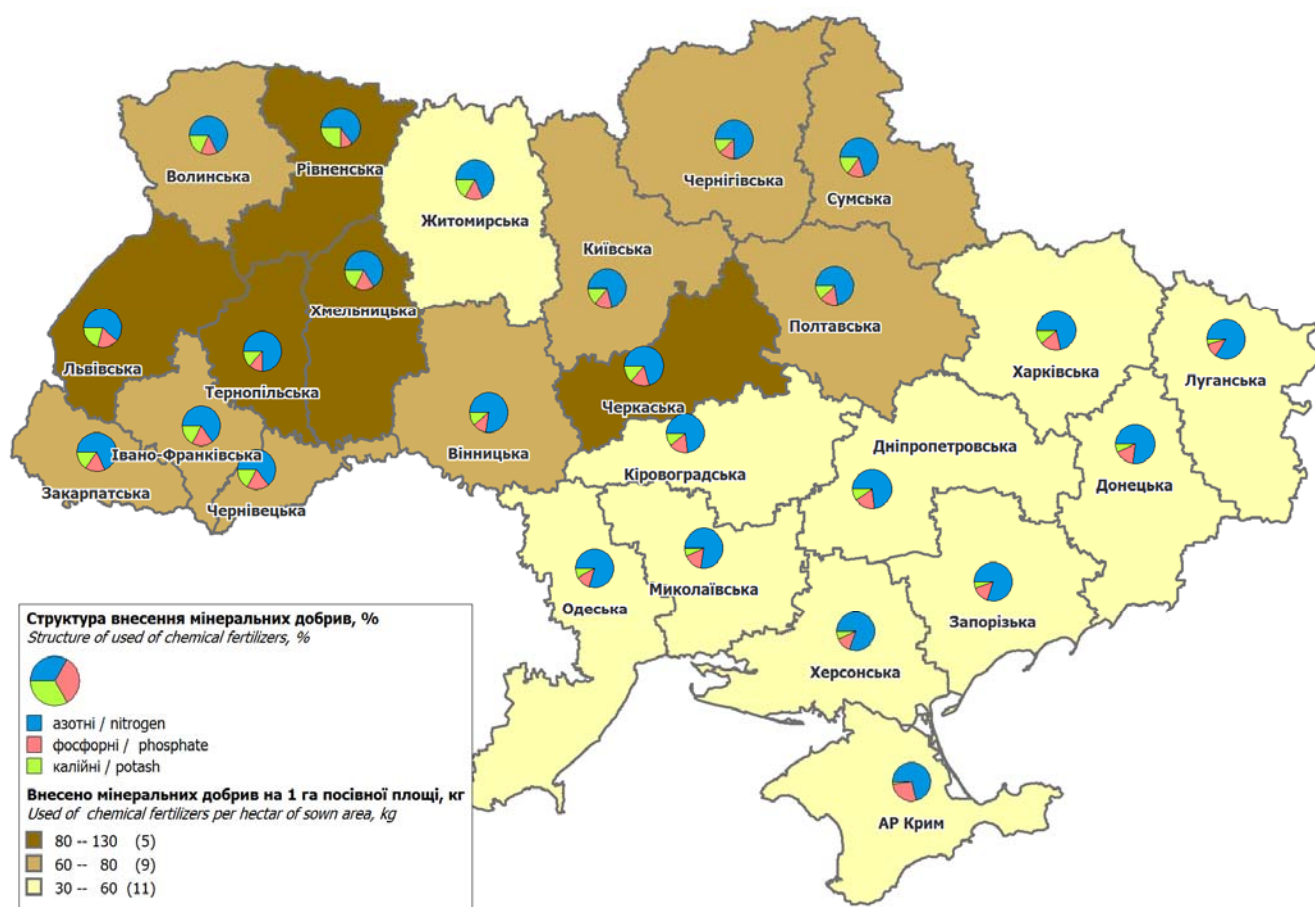 Волинська
Рівненська
Житомирська
Чернігівська
Сумська
Київська
Хмельницька
Львівська
Тернопільська
Полтавська
Черкаська
Харківська
Луганська
Івано-Франківська
Вінницька
Закарпатська
Чернівецька
Кіровоградська
Дніпропетровська
Донецька
Одеська
Миколаївська
Запорізька
Херсонська
АР Крим
Структура внесення мінеральних добрив, %
Structure of used of chemical fertilizers, %
азотні / nitrogen
фосфорні / phosphate
калійні / potash
Внесено мінеральних добрив на 1 га посівної площі, кг
Used of chemical fertilizers per hectar of sown area, kg
80 -- 130 (5)
60 -- 80 (9)
30 -- 60 (11)